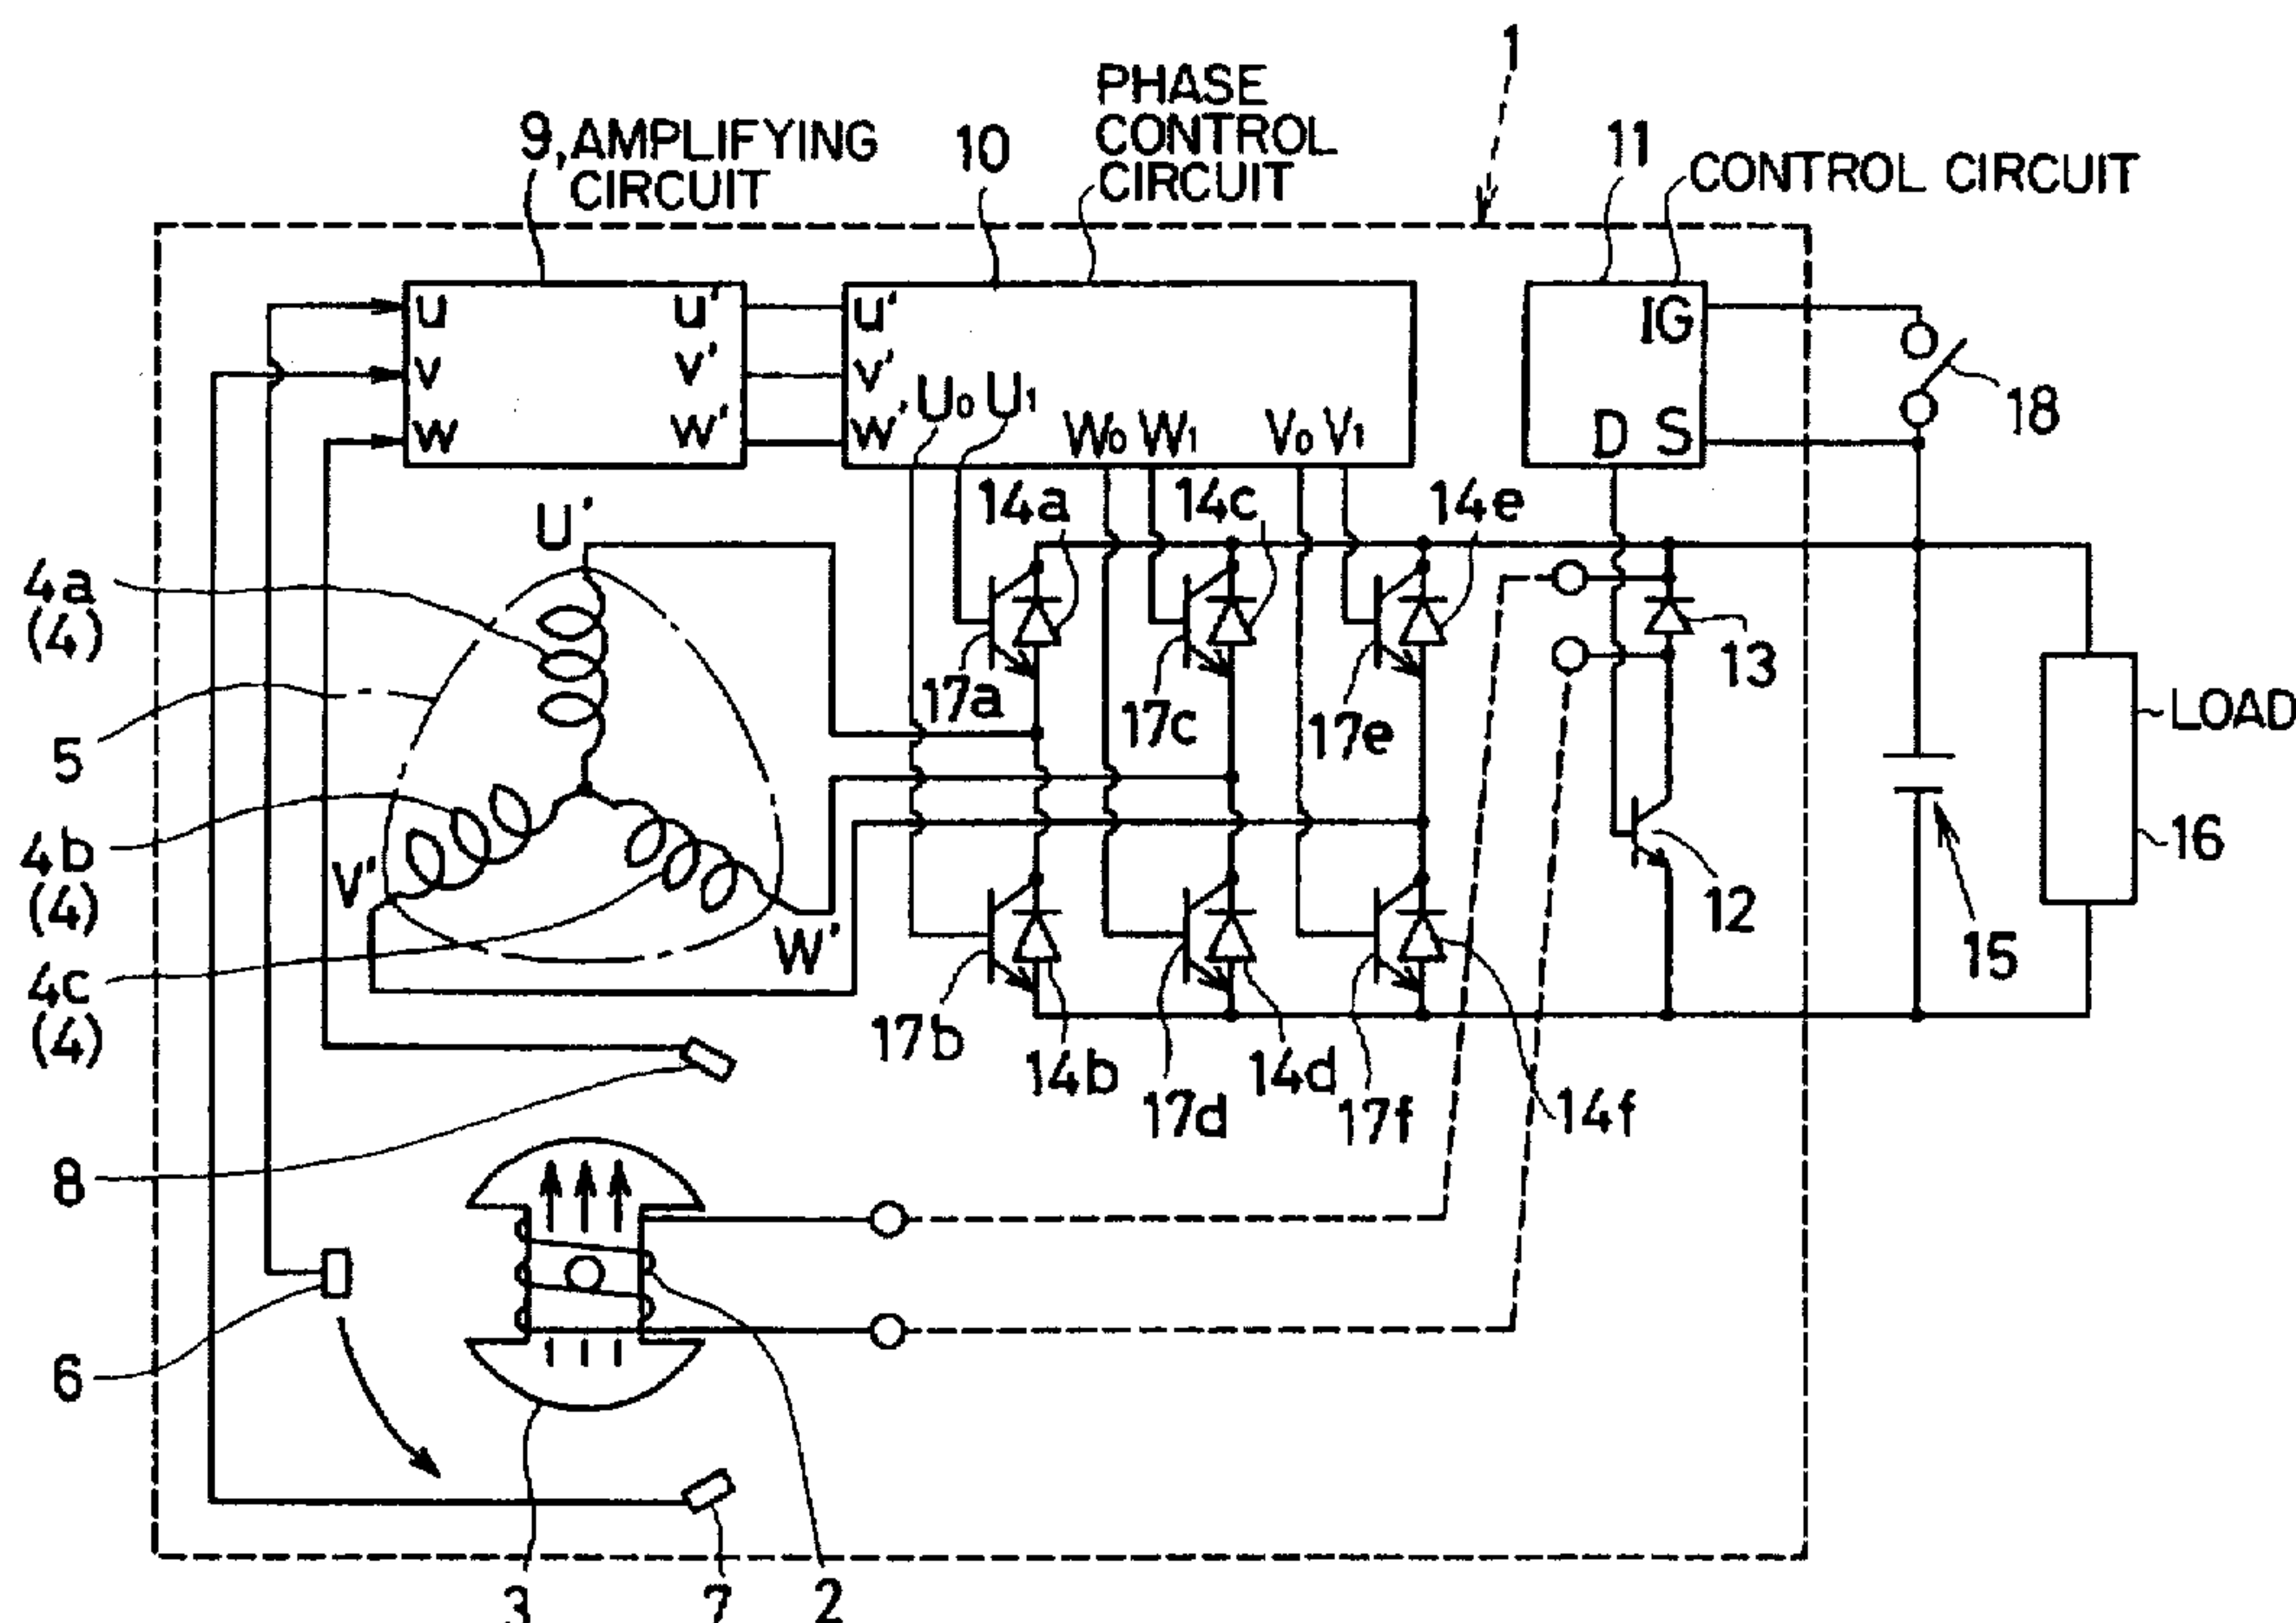 1
PHASE
CONTROL
CIRCUIT
9, AMPLIFYING
CIRCUIT
10
11
CONTROL CIRCUIT
u u'
v v'
w w'
u'
v'
w' U0 U1
W0 W1 V0 V1
IG
D S
18
14a 14c 14e
U'
4a
(4)
17a 17c 17e
13
LOAD
5
4b
(4)
V'
16
12
W'
15
4c
(4)
17b 14b 17d 14d 17f 14f
8
6
3 7 2